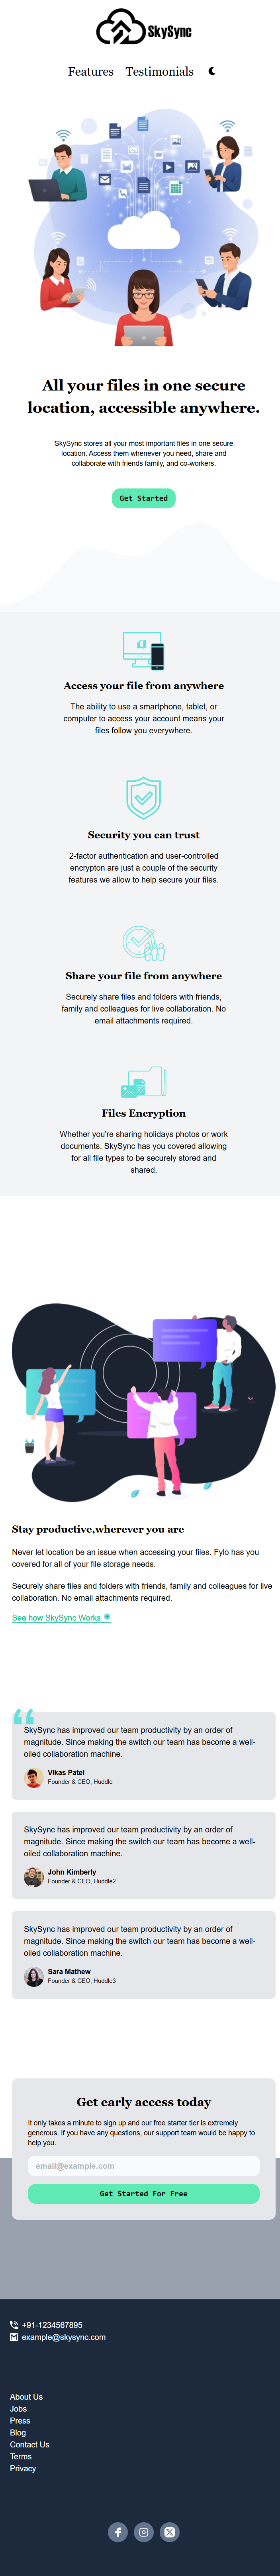 SkySync
Features Testimonials
All your files in one secure
location, accessible anywhere.
SkySync stores all your most important files in one secure
location. Access them whenever you need, share and
collaborate with friends family, and co-workers.
Get Started
Access your file from anywhere
The ability to use a smartphone, tablet, or
computer to access your account means your
files follow you everywhere.
Security you can trust
2-factor authentication and user-controlled
encrypton are just a couple of the security
features we allow to help secure your files.
Share your file from anywhere
Securely share files and folders with friends,
family and colleagues for live collaboration. No
email attachments required.
Files Encryption
Whether you're sharing holidays photos or work
documents. SkySync has you covered allowing
for all file types to be securely stored and
shared.
Stay productive,wherever you are
Never let location be an issue when accessing your files. Fylo has you
covered for all of your file storage needs.
Securely share files and folders with friends, family and colleagues for live
collaboration. No email attachments required.
See how SkySync Works
SkySync has improved our team productivity by an order of
magnitude. Since making the switch our team has become a well-
oiled collaboration machine.
Vikas Patel
Founder & CEO, Huddle
SkySync has improved our team productivity by an order of
magnitude. Since making the switch our team has become a well-
oiled collaboration machine.
John Kimberly
Founder & CEO, Huddle2
SkySync has improved our team productivity by an order of
magnitude. Since making the switch our team has become a well-
oiled collaboration machine.
Sara Mathew
Founder & CEO, Huddle3
Get early access today
It only takes a minute to sign up and our free starter tier is extremely
generous. If you have any questions, our support team would be happy to
help you.
email@example.com
Get Started For Free
+91-1234567895
example@skysync.com
About Us
Jobs
Press
Blog
Contact Us
Terms
Privacy